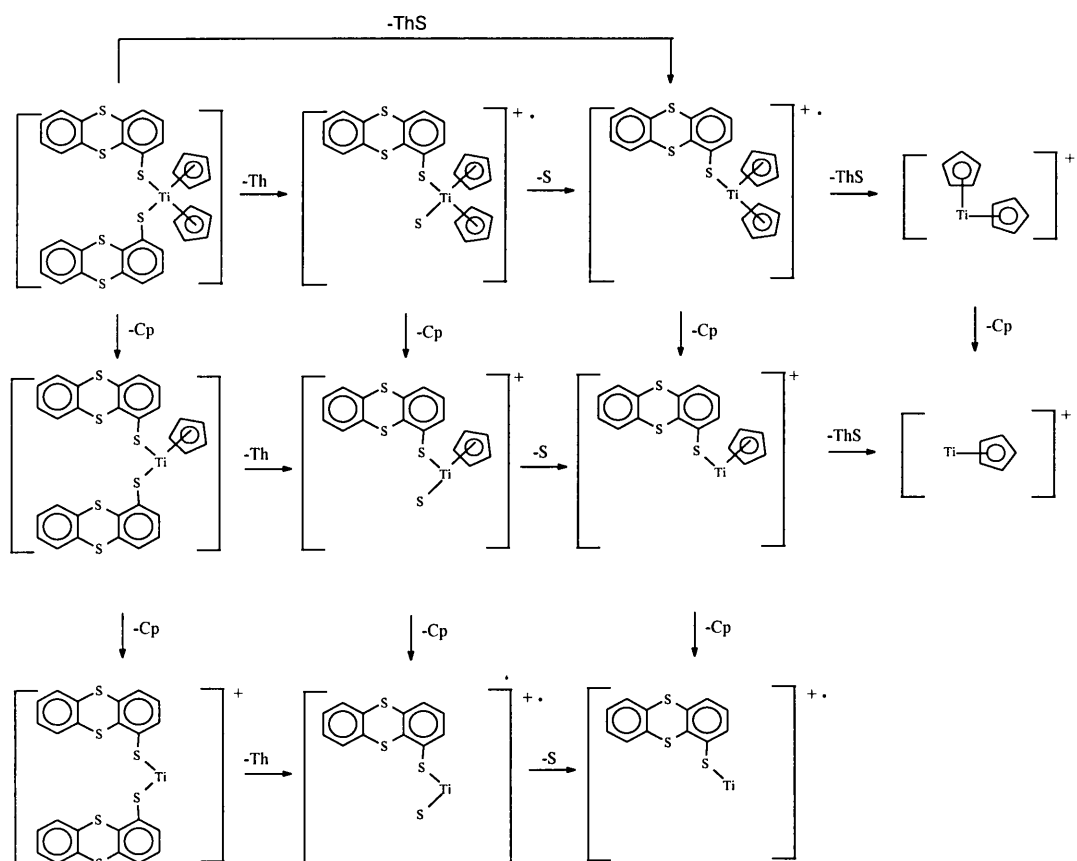 -ThS
S S S
+ . + . +
S S S
S S S
-Th -S -ThS
Ti Ti Ti Ti
S S
S
S
-Cp -Cp -Cp -Cp
S S S
+ + + +
S S S
S S S
Ti -Th Ti -S Ti -ThS Ti
S S
S
S
-Cp -Cp -Cp
S S S
+ + . + .
S S S
S S S
Ti -Th Ti -S Ti
S S
S
S